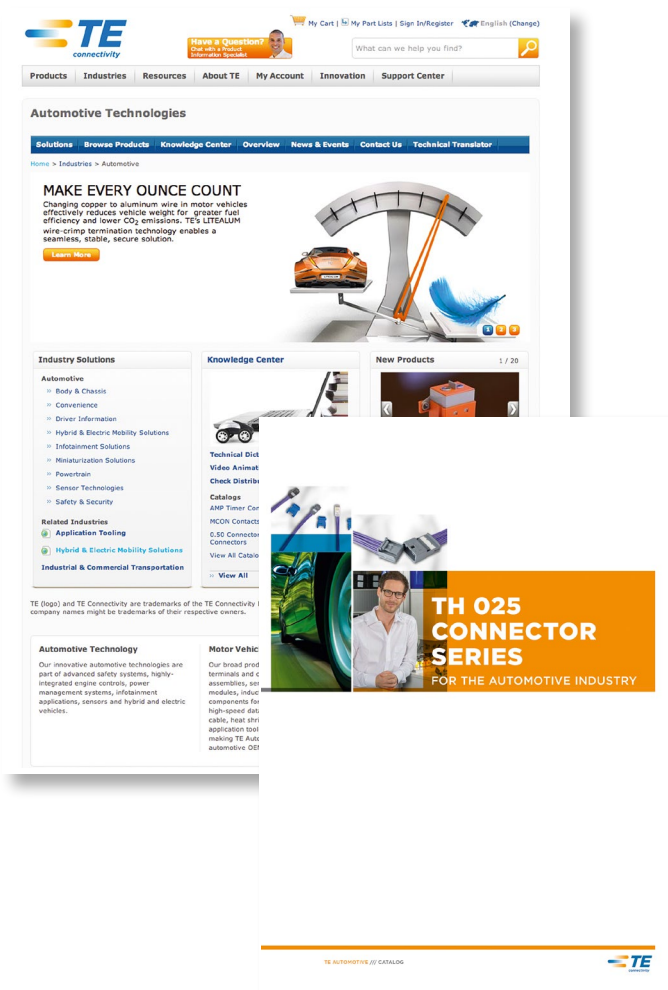 TE
connectivity
My Cart | My Part Lists | Sign In/Register English (Change)
Have a Question?
Chat with a Product
Information Specialist
What can we help you find?
Products Industries Resources About TE My Account Innovation Support Center
Automotive Technologies
Solutions Browse Products Knowledge Center Overview News & Events Contact Us Technical Translator
Home > Industries > Automotive
MAKE EVERY OUNCE COUNT
Changing copper to aluminum wire in motor vehicles
effectively reduces vehicle weight for greater fuel
efficiency and lower CO2 emissions. TE's LITEALUM
wire-crimp termination technology enables a
seamless, stable, secure solution.
Learn More
1 2 3
Industry Solutions
Automotive
» Body & Chassis
» Convenience
» Driver Information
» Hybrid & Electric Mobility Solutions
» Infotainment Solutions
» Miniaturization Solutions
» Powertrain
» Sensor Technologies
» Safety & Security
Related Industries
Application Tooling
Hybrid & Electric Mobility Solutions
Industrial & Commercial Transportation
Knowledge Center
Technical Dict
Video Animat
Check Distrib
Catalogs
AMP Timer Con
MCON Contacts
0.50 Connector
Connectors
View All Catalo
» View All
New Products 1 / 20
TE (logo) and TE Connectivity are trademarks of the TE Connectivity
company names might be trademarks of their respective owners.
Automotive Technology
Our innovative automotive technologies are
part of advanced safety systems, highly-
integrated engine controls, power
management systems, infotainment
applications, sensors and hybrid and electric
vehicles.
Motor Vehic
Our broad prod
terminals and c
assemblies, sen
modules, induc
components for
high-speed data
cable, heat shri
application tool
making TE Auto
automotive OEM
TH 025
CONNECTOR
SERIES
FOR THE AUTOMOTIVE INDUSTRY
TE AUTOMOTIVE /// CATALOG
TE
connectivity